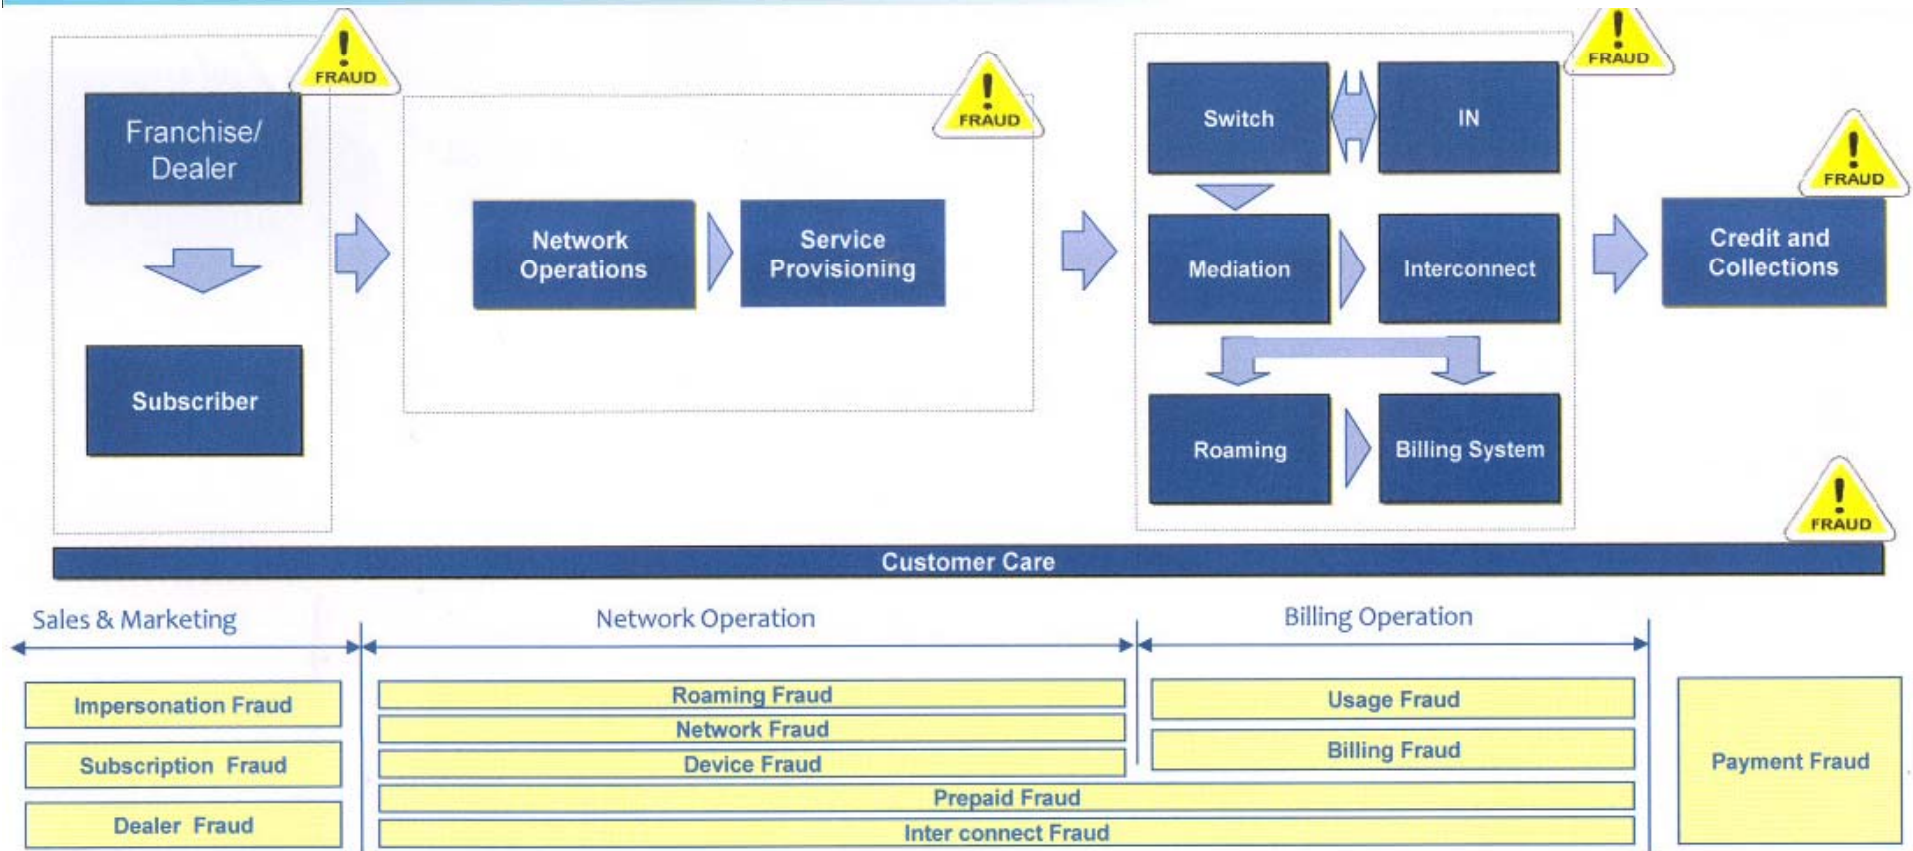 !
FRAUD
!
FRAUD
!
FRAUD
!
FRAUD
Franchise/
Dealer
Subscriber
Network
Operations
Service
Provisioning
Switch
IN
Mediation
Interconnect
Roaming
Billing System
Credit and
Collections
!
FRAUD
Customer Care
Sales & Marketing
Network Operation
Billing Operation
Impersonation Fraud
Subscription Fraud
Dealer Fraud
Roaming Fraud
Network Fraud
Device Fraud
Prepaid Fraud
Inter connect Fraud
Usage Fraud
Billing Fraud
Payment Fraud